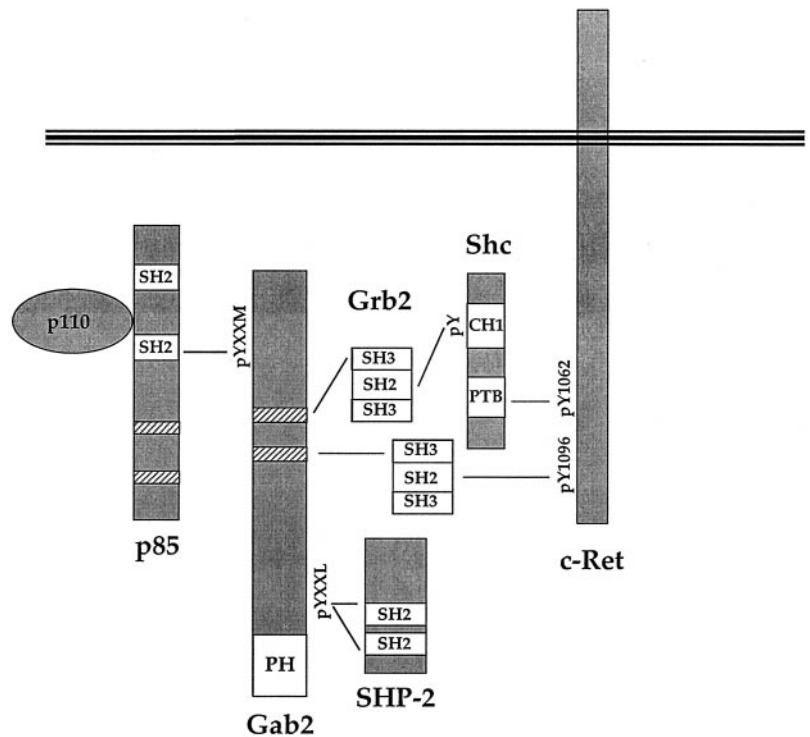 Shc
SH2
Grb2
p110
pYXXM
pY
CH1
SH2
SH3
SH2
SH3
PTB
pY1062
SH3
SH2
SH3
pY1096
p85
c-Ret
pYXXL
SH2
SH2
PH
SHP-2
Gab2